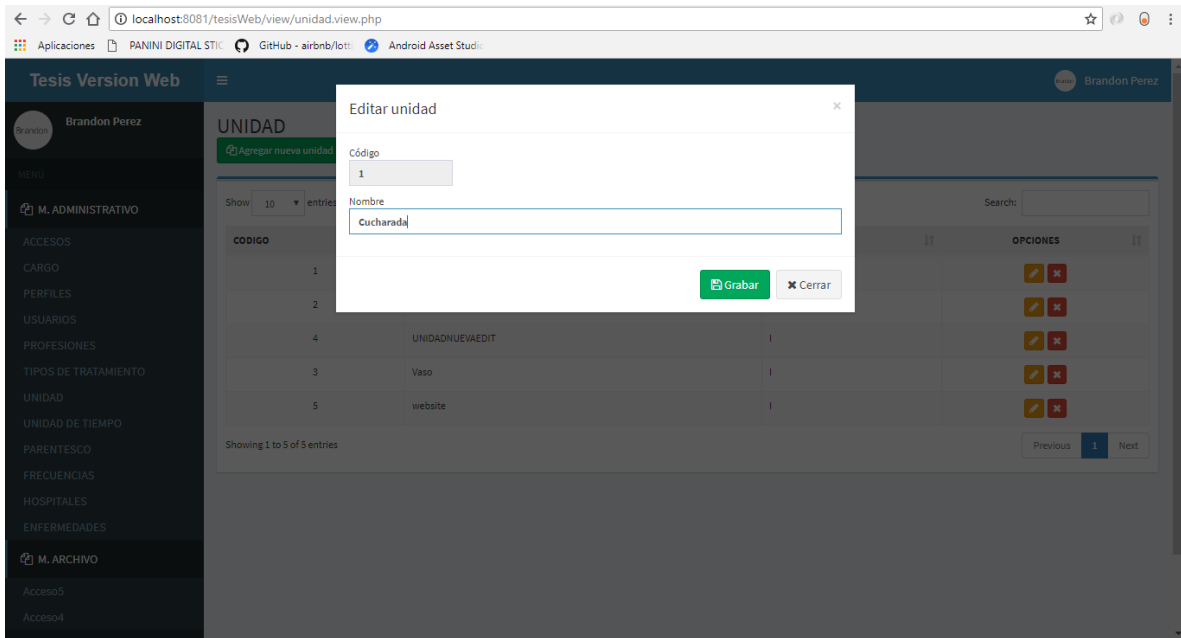 localhost:8081/tesisWeb/view/unidad.view.php
Aplicaciones PANINI DIGITAL STIC GitHub - airbnb/lotti Android Asset Studio
Tesis Version Web
Brandon Brandon Perez
Brandon Brandon Perez
MENÚ
M. ADMINISTRATIVO
ACCESOS
CARGO
PERFILES
USUARIOS
PROFESIONES
TIPOS DE TRATAMIENTO
UNIDAD
UNIDAD DE TIEMPO
PARENTESCO
FRECUENCIAS
HOSPITALES
ENFERMEDADES
M. ARCHIVO
Acceso5
Acceso4
UNIDAD
Agregar nueva unidad
Editar unidad ×
Código
1
Nombre
Cucharada
Grabar Cerrar
Show 10 entries Search:
CODIGO OPCIONES
1
2
4 UNIDADNUEVAEDIT I
3 Vaso I
5 website I
Showing 1 to 5 of 5 entries Previous 1 Next